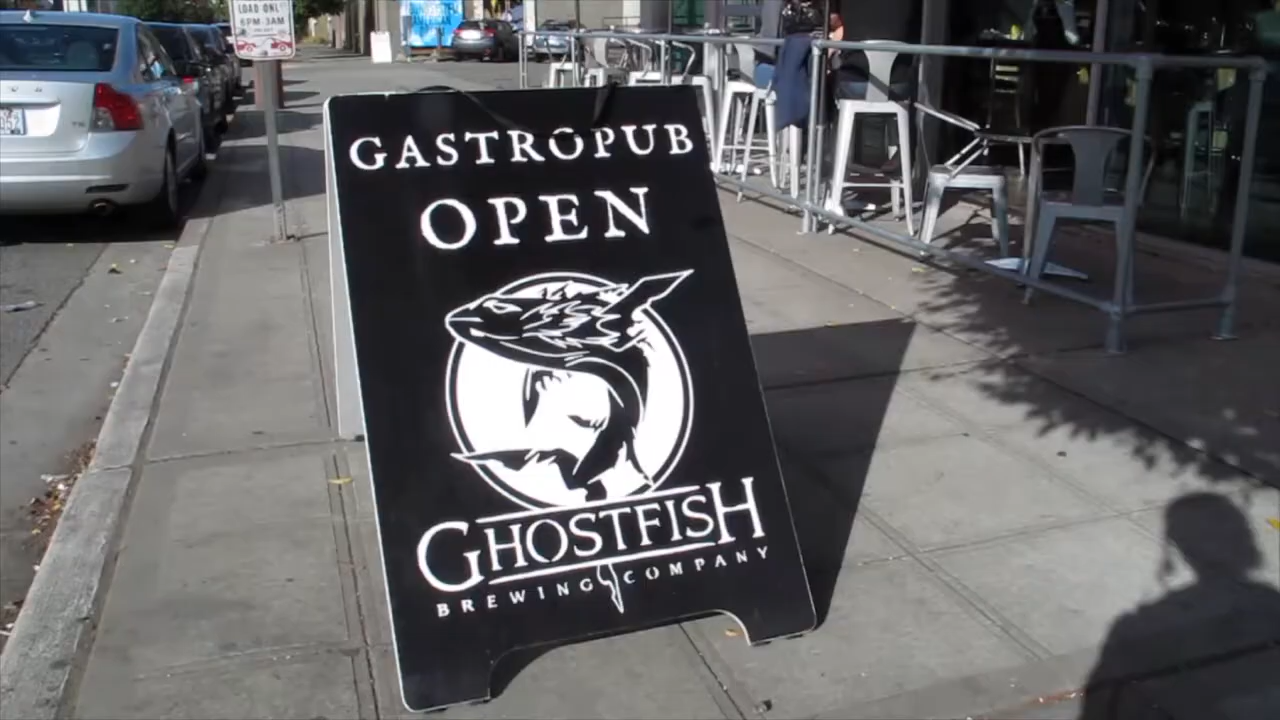 LOAD ONLY
6PM-3AM
GASTROPUB
OPEN
GHOSTFISH
BREWING COMPANY